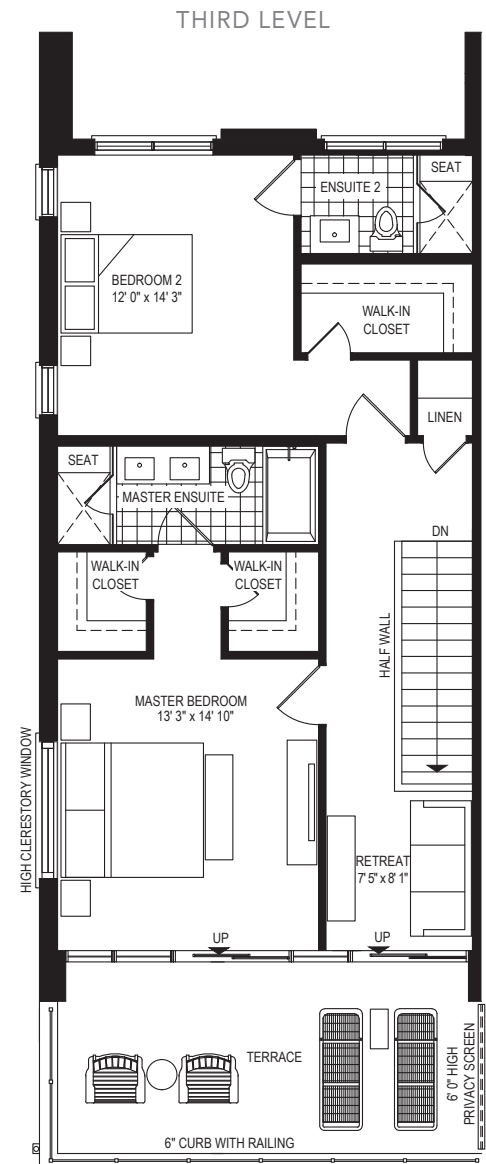 THIRD LEVEL
SEAT
ENSUITE 2
BEDROOM 2
12' 0" x 14' 3"
WALK-IN
CLOSET
LINEN
SEAT
MASTER ENSUITE
DN
WALK-IN
CLOSET
WALK-IN
CLOSET
HALF WALL
MASTER BEDROOM
13' 3" x 14' 10"
HIGH CLERESTORY WINDOW
RETREAT
7' 5" x 8' 1"
UP
UP
TERRACE
6' 0" HIGH
PRIVACY SCREEN
6" CURB WITH RAILING